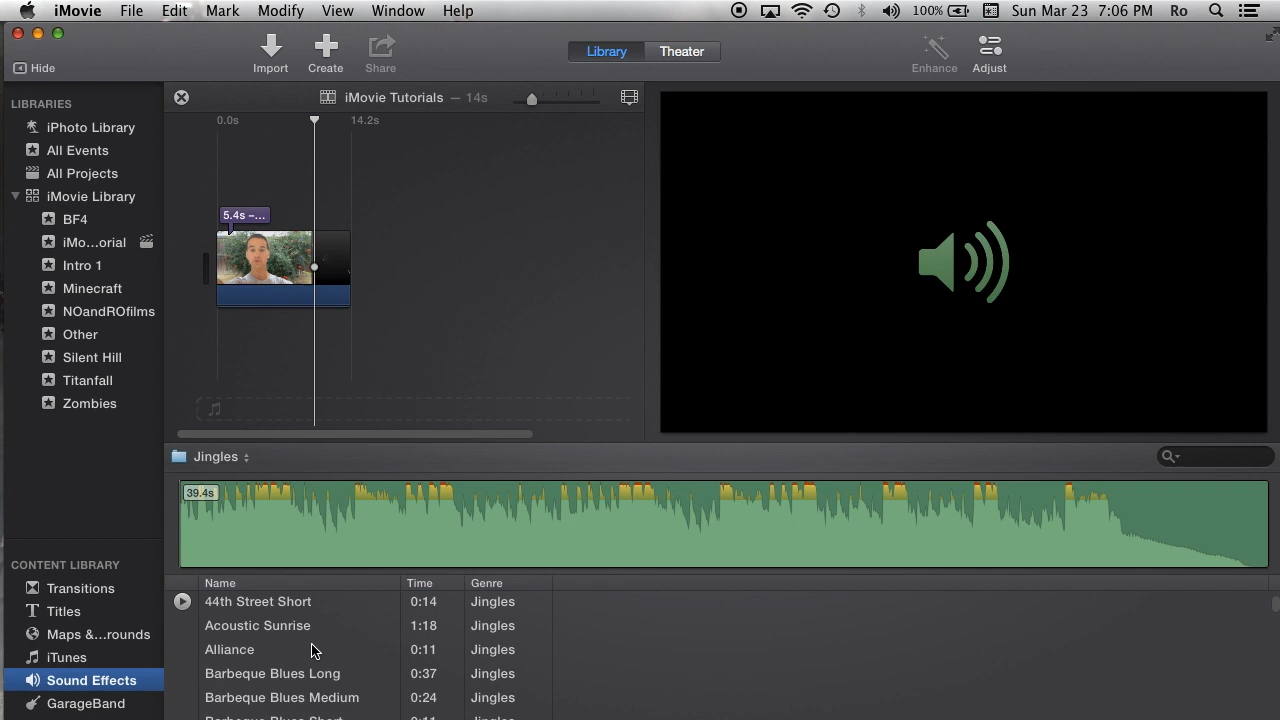 iMovie File Edit Mark Modify View Window Help 100% Sun Mar 23 7:06 PM Ro
Hide Import Create Share Library Theater Enhance Adjust
LIBRARIES
iPhoto Library
All Events
All Projects
iMovie Library
BF4
iMo...orial
Intro 1
Minecraft
NOandROfilms
Other
Silent Hill
Titanfall
Zombies
CONTENT LIBRARY
Transitions
Titles
Maps &...rounds
iTunes
Sound Effects
GarageBand
iMovie Tutorials — 14s
0.0s 14.2s
5.4s –...
Jingles
39.4s
Name Time Genre
44th Street Short 0:14 Jingles
Acoustic Sunrise 1:18 Jingles
Alliance 0:11 Jingles
Barbeque Blues Long 0:37 Jingles
Barbeque Blues Medium 0:24 Jingles